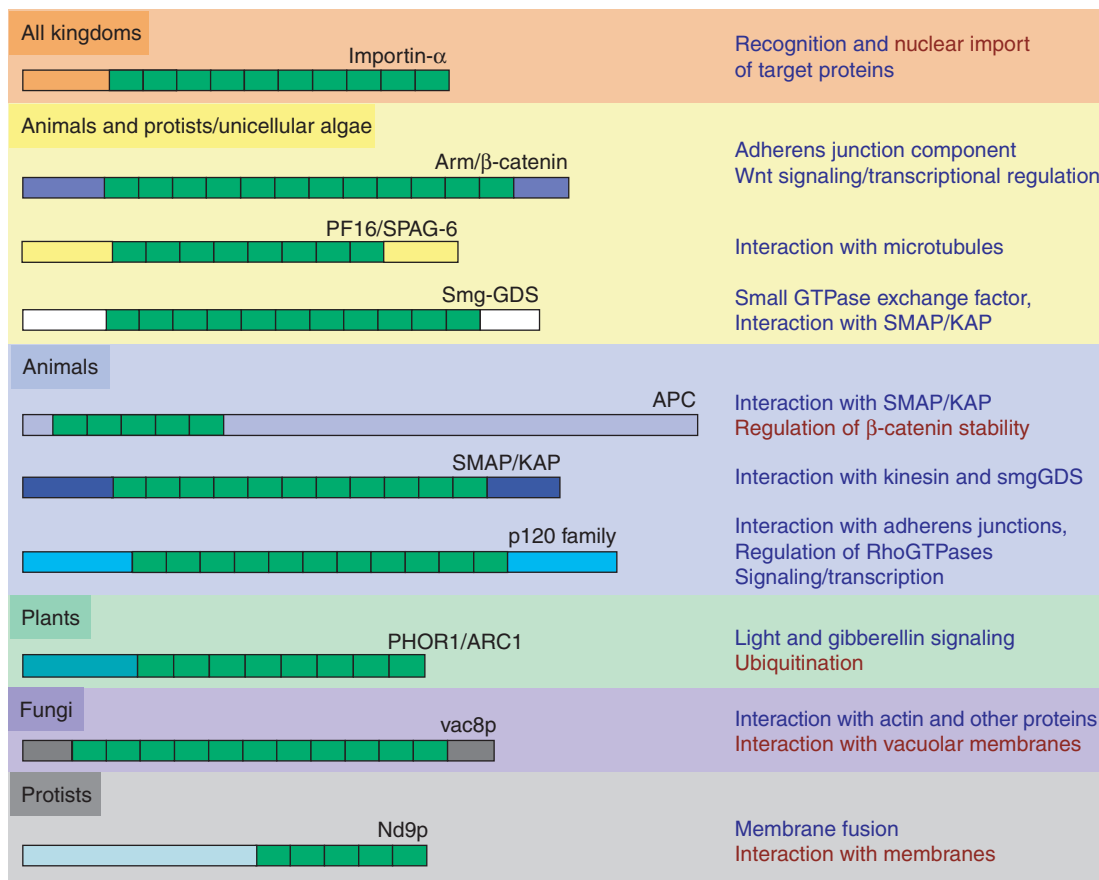 All kingdoms
Importin-α
Recognition and nuclear import
of target proteins
Animals and protists/unicellular algae
Arm/β-catenin
Adherens junction component
Wnt signaling/transcriptional regulation
PF16/SPAG-6
Interaction with microtubules
Smg-GDS
Small GTPase exchange factor,
Interaction with SMAP/KAP
Animals
APC
Interaction with SMAP/KAP
Regulation of β-catenin stability
SMAP/KAP
Interaction with kinesin and smgGDS
p120 family
Interaction with adherens junctions,
Regulation of RhoGTPases
Signaling/transcription
Plants
PHOR1/ARC1
Light and gibberellin signaling
Ubiquitination
Fungi
vac8p
Interaction with actin and other proteins
Interaction with vacuolar membranes
Protists
Nd9p
Membrane fusion
Interaction with membranes